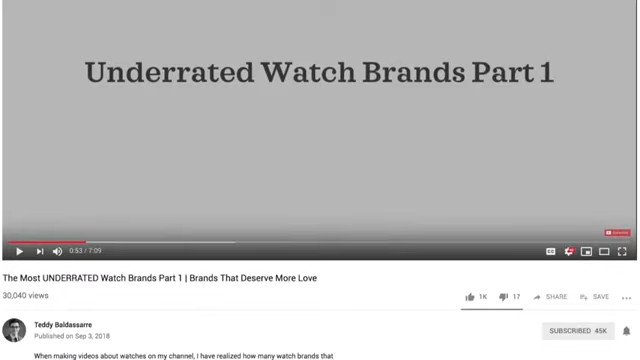 Underrated Watch Brands Part 1
0:53 / 7:09
The Most UNDERRATED Watch Brands Part 1 | Brands That Deserve More Love
30,040 views
1K 17 SHARE SAVE
Teddy Baldassarre
Published on Sep 3, 2018
SUBSCRIBED 45K
When making videos about watches on my channel, I have realized how many watch brands that